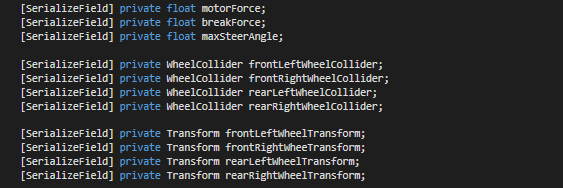 [SerializeField] private float motorForce;
[SerializeField] private float breakForce;
[SerializeField] private float maxSteerAngle;
[SerializeField] private WheelCollider frontLeftWheelCollider;
[SerializeField] private WheelCollider frontRightWheelCollider;
[SerializeField] private WheelCollider rearLeftWheelCollider;
[SerializeField] private WheelCollider rearRightWheelCollider;
[SerializeField] private Transform frontLeftWheelTransform;
[SerializeField] private Transform frontRightWheeTransform;
[SerializeField] private Transform rearLeftWheelTransform;
[SerializeField] private Transform rearRightWheelTransform;